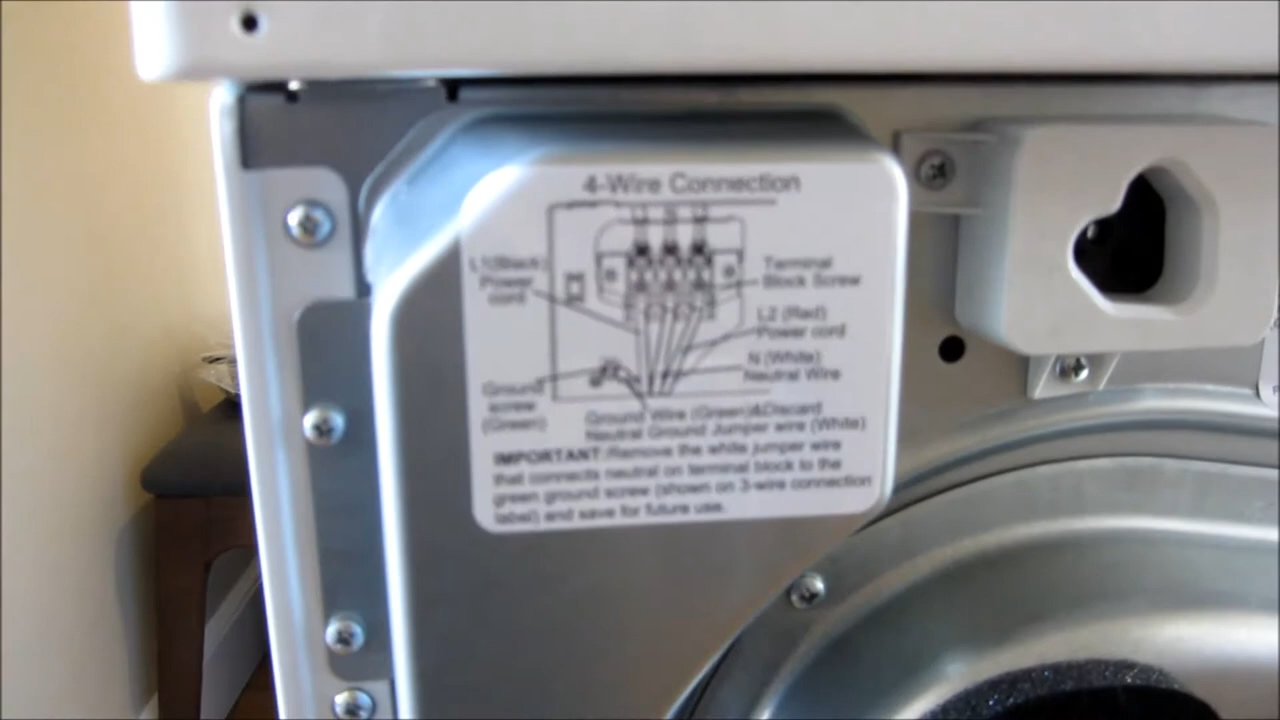 4-Wire Connection
L1(Black)
Power
cord
Terminal
Block Screw
L2 (Red)
Power cord
N (White)
Neutral Wire
Ground
screw
(Green)
Ground Wire (Green)&Discard
Neutral Ground Jumper wire (White)
IMPORTANT:Remove the white jumper wire
that connects neutral on terminal block to the
green ground screw (shown on 3-wire connection
label) and save for future use.